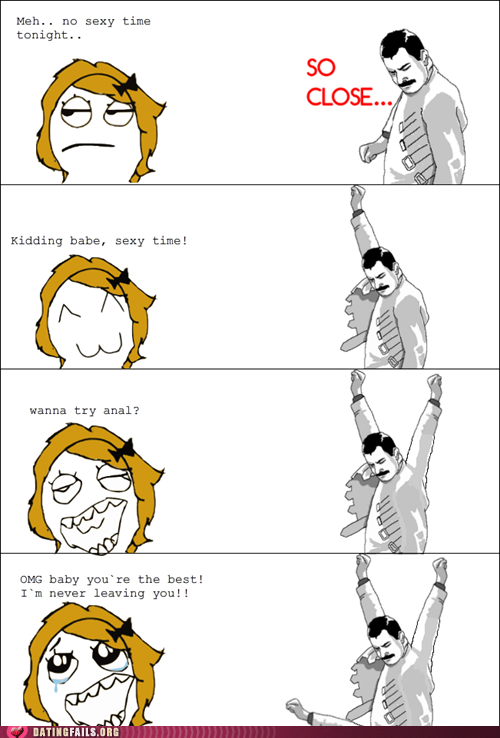 Meh.. no sexy time
tonight..
SO
CLOSE...
Kidding babe, sexy time!
wanna try anal?
OMG baby you`re the best!
I`m never leaving you!!
DATINGFAILS.ORG